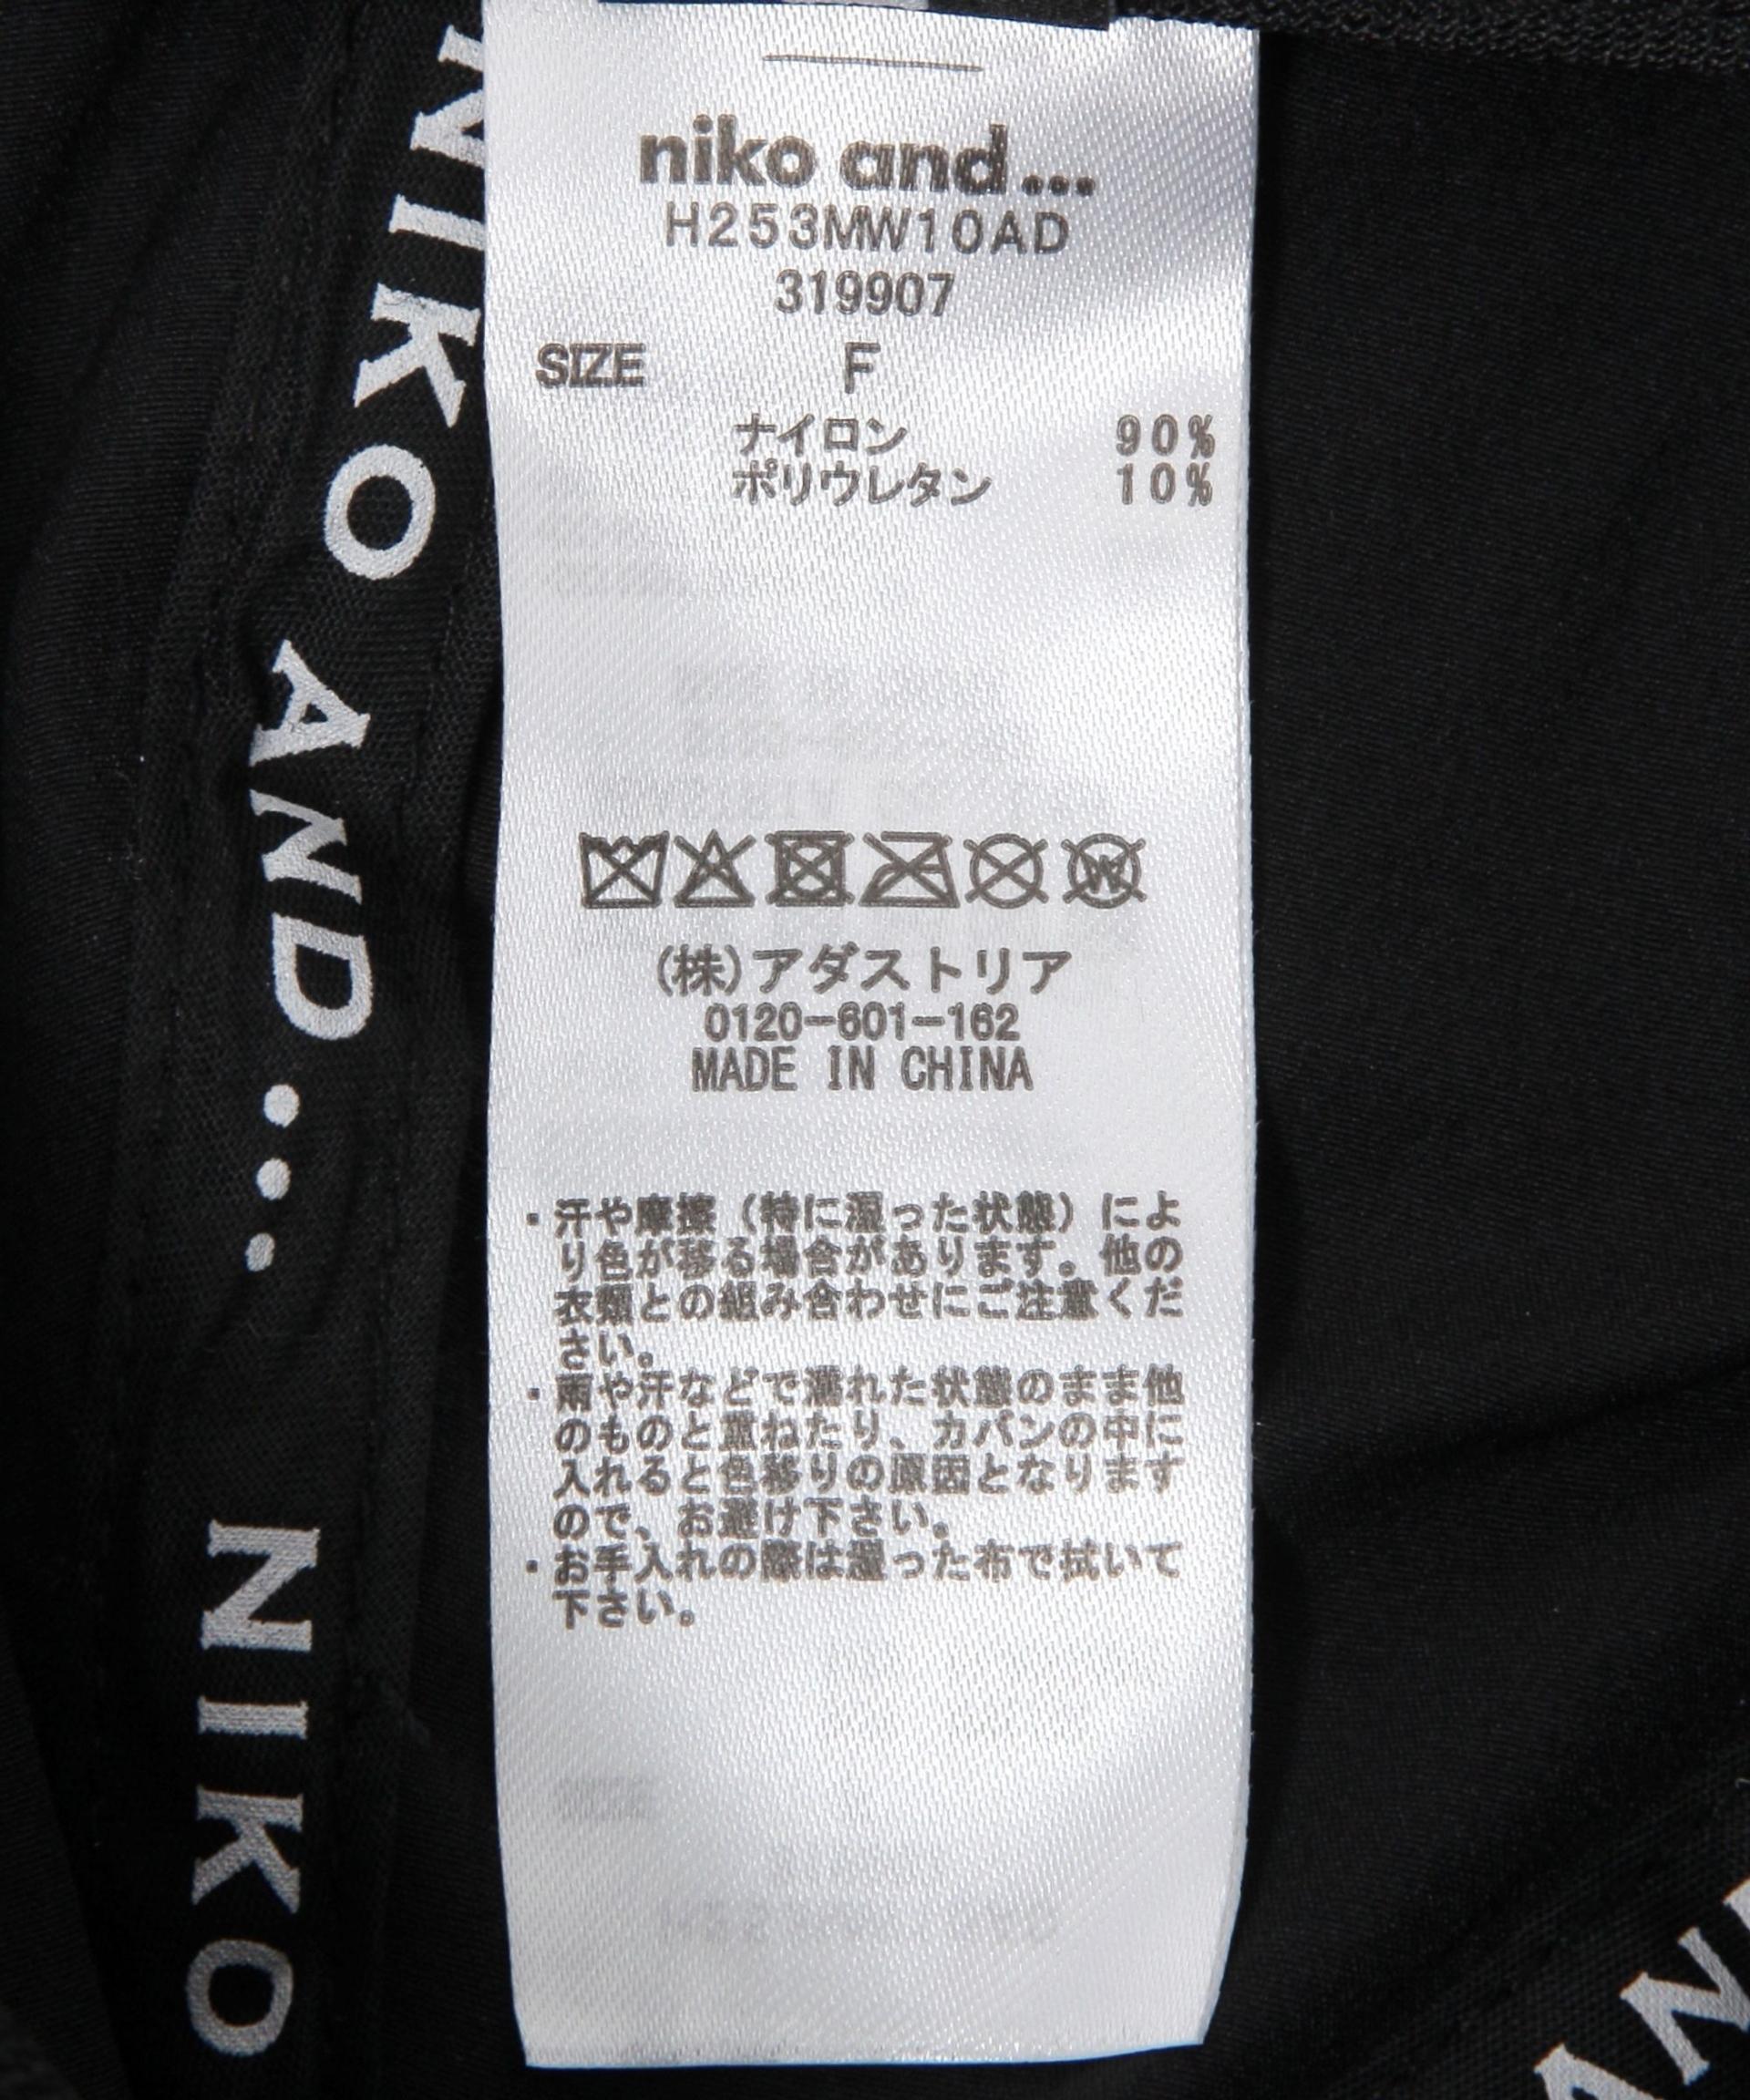 niko and...
H253MW10AD
319907
SIZE F
ナイロン 90%
ポリウレタン 10%
W
(株)アダストリア
0120-601-162
MADE IN CHINA
・汗や摩擦（特に湿った状態）によ
り色が移る場合があります。他の
衣類との組み合わせにご注意くだ
さい。
・雨や汗などで濡れた状態のまま他
のものと重ねたり、カバンの中に
入れると色移りの原因となります
ので、お避け下さい。
・お手入れの際は湿った布で拭いて
下さい。
NIKO AND...
NIKO